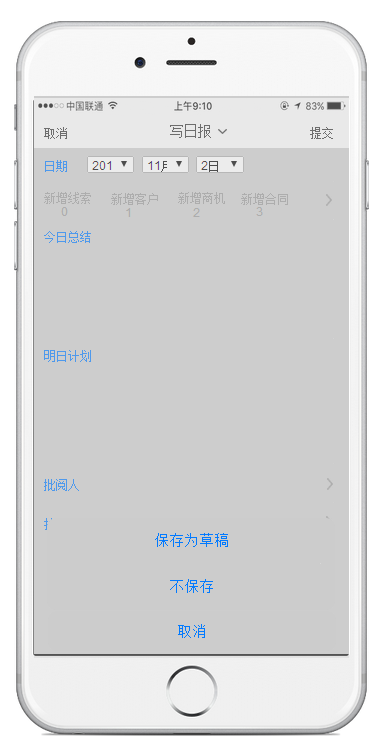 中国联通 上午9:10 83%
取消 写日报 提交
日期 201 11月 2日
新增线索 新增客户 新增商机 新增合同
0 1 2 3
今日总结
明日计划
批阅人
保存为草稿
不保存
取消